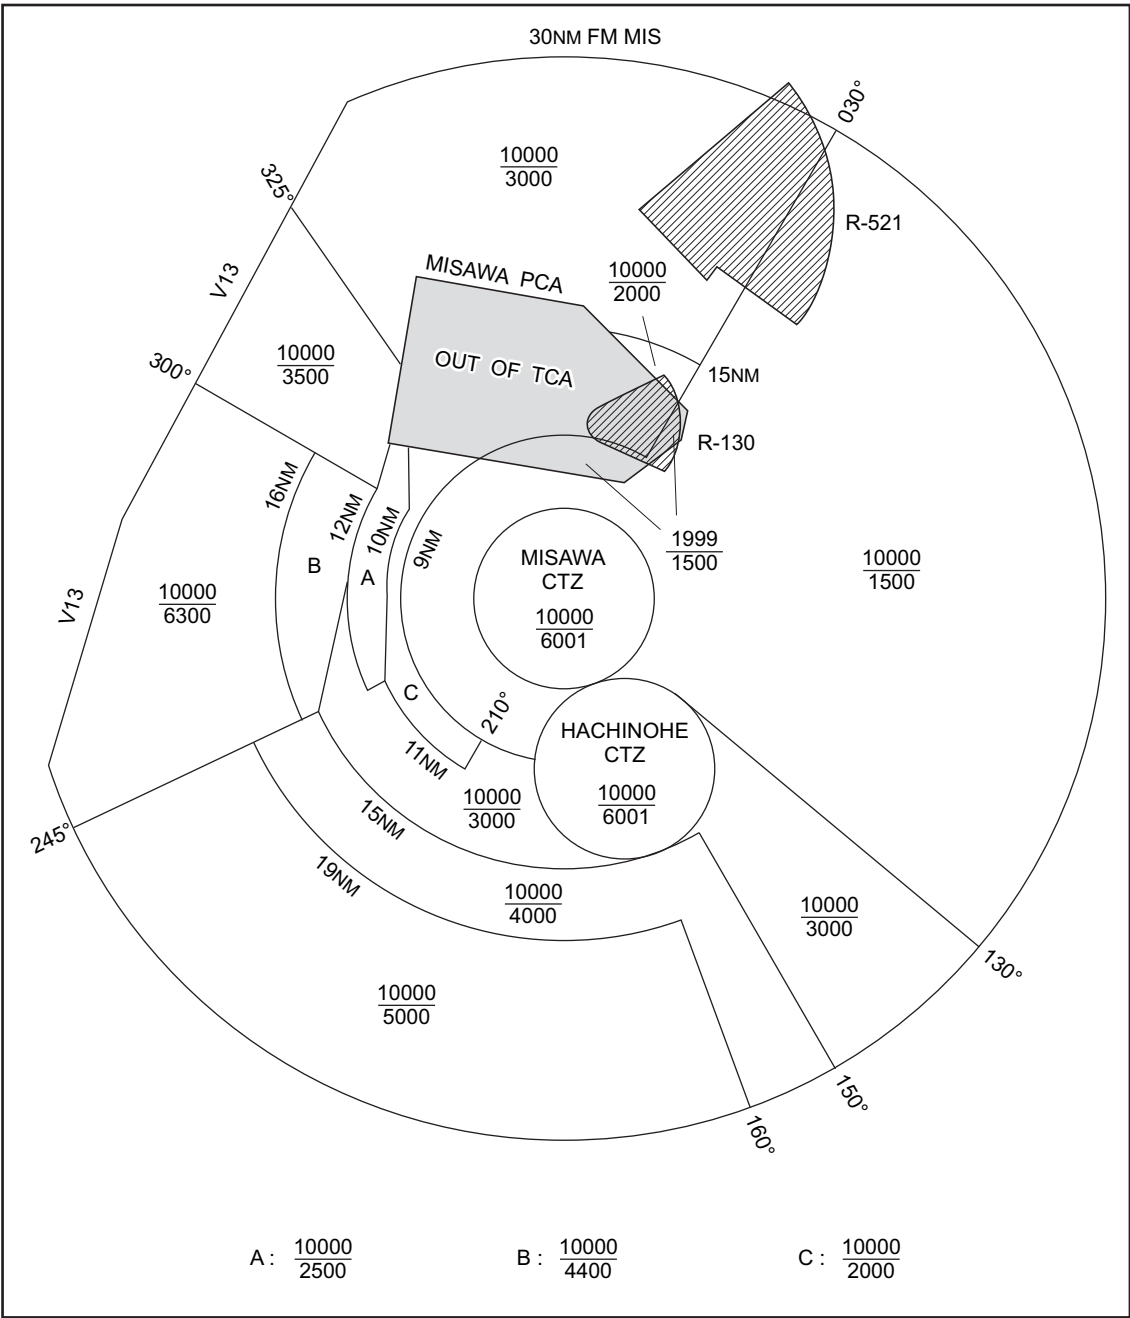 30NM FM MIS
030°
10000
3000
325°
R-521
V13
MISAWA PCA
10000
2000
OUT OF TCA
10000
3500
300°
15NM
R-130
16NM
12NM
10NM
9NM
1999
1500
B
A
MISAWA
CTZ
10000
6001
10000
1500
V13
10000
6300
C
210°
11NM
HACHINOHE
CTZ
10000
6001
10000
3000
15NM
245°
19NM
10000
4000
10000
3000
130°
10000
5000
150°
160°
A : 10000
2500
B : 10000
4400
C : 10000
2000